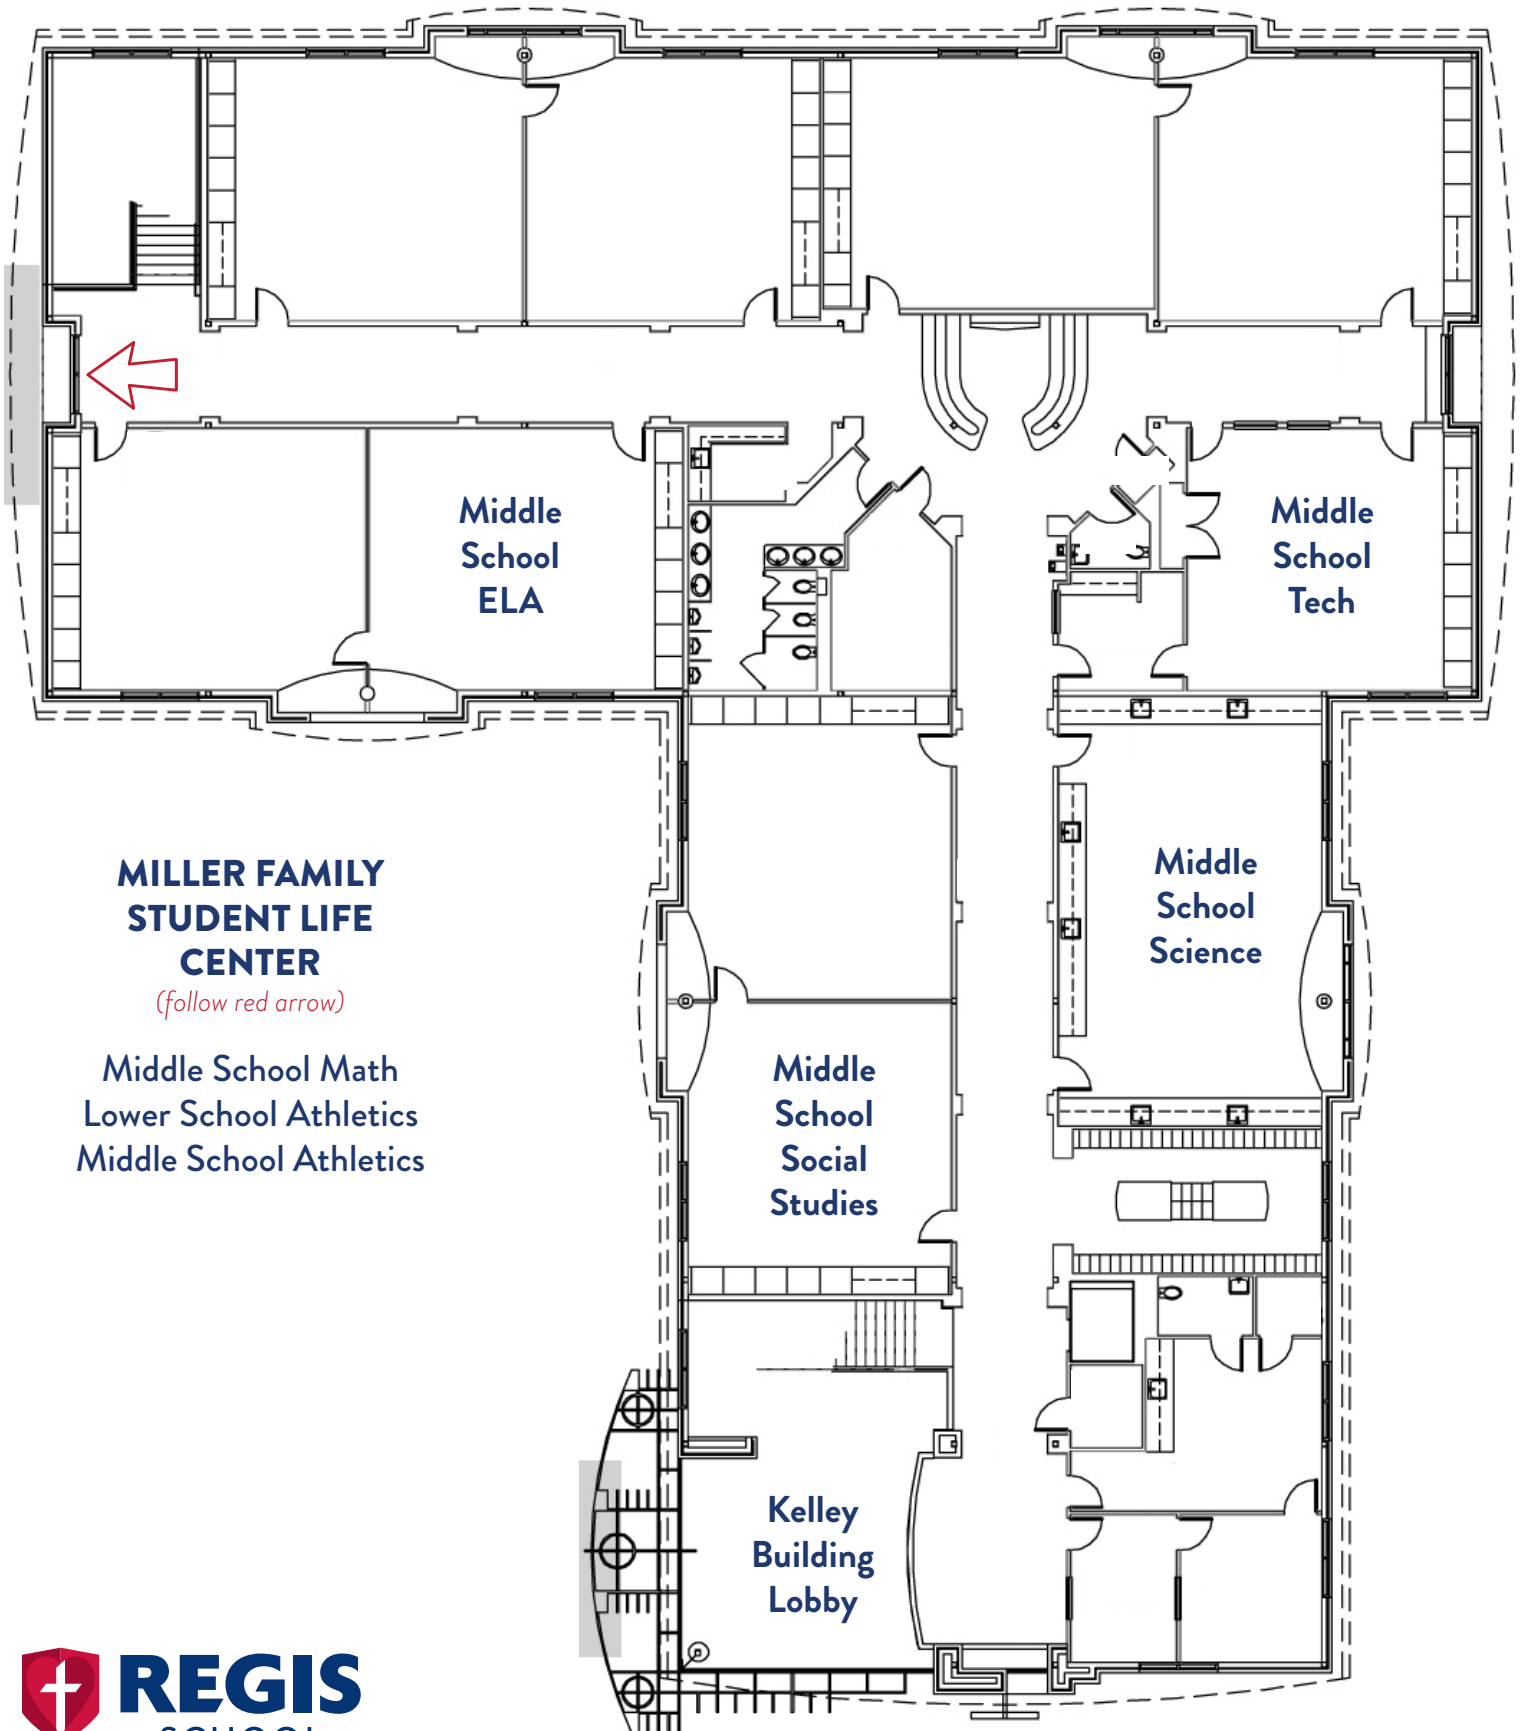 Middle
School
ELA
Middle
School
Tech
MILLER FAMILY
STUDENT LIFE
CENTER
(follow red arrow)
Middle School Math
Lower School Athletics
Middle School Athletics
Middle
School
Science
Middle
School
Social
Studies
Kelley
Building
Lobby
REGIS
SCHOOL